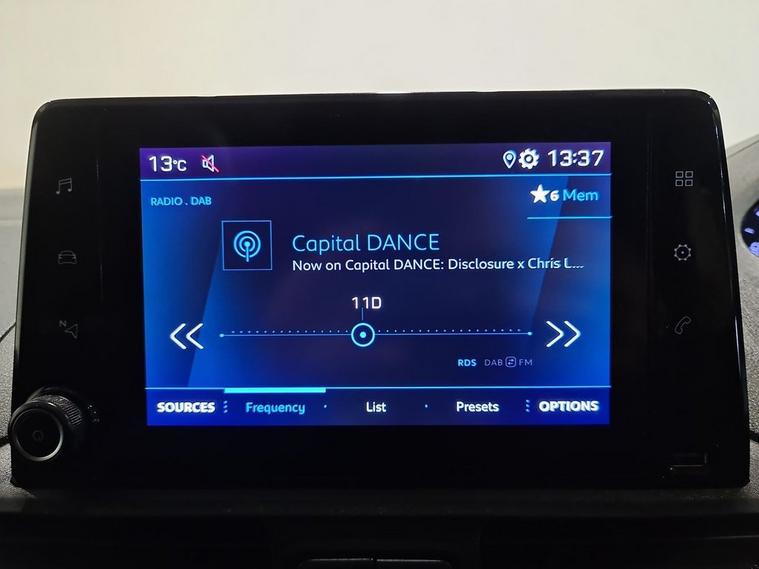 13°C 13:37
RADIO . DAB ★6 Mem
Capital DANCE
Now on Capital DANCE: Disclosure x Chris L...
11D
RDS DAB FM
SOURCES Frequency List Presets OPTIONS
N